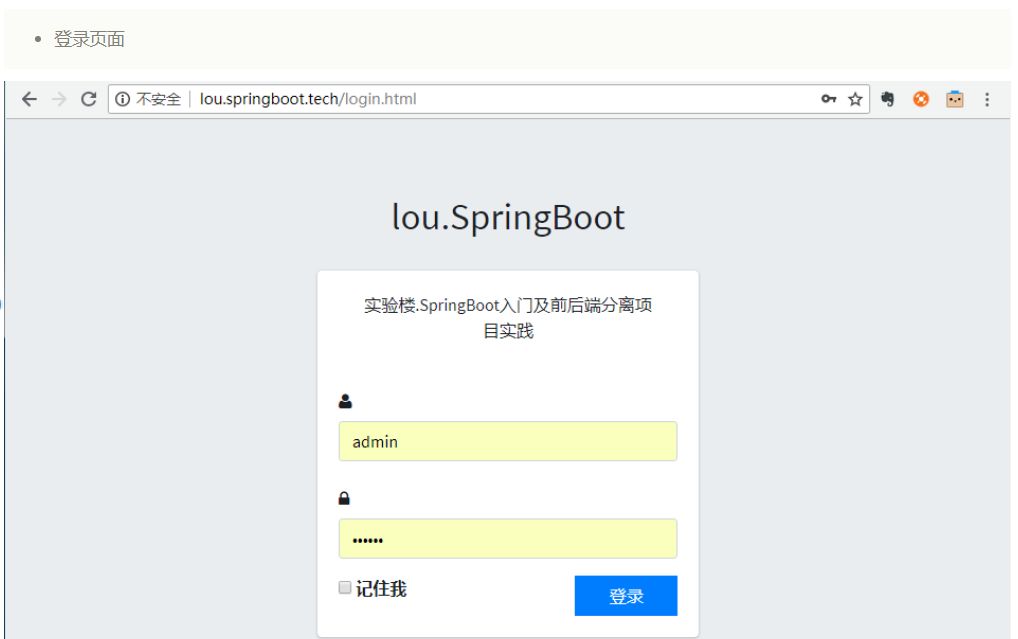 登录页面
不安全 | lou.springboot.tech/login.html
lou.SpringBoot
实验楼.SpringBoot入门及前后端分离项
目实践
admin
••••••
记住我
登录